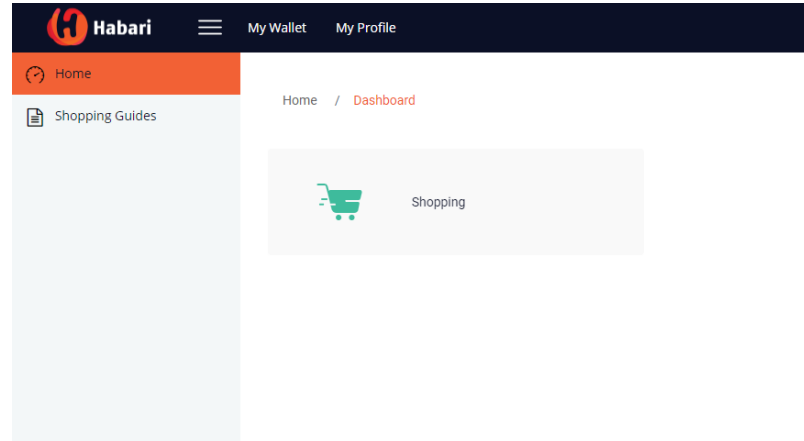 Habari My Wallet My Profile
Home
Shopping Guides
Home / Dashboard
Shopping